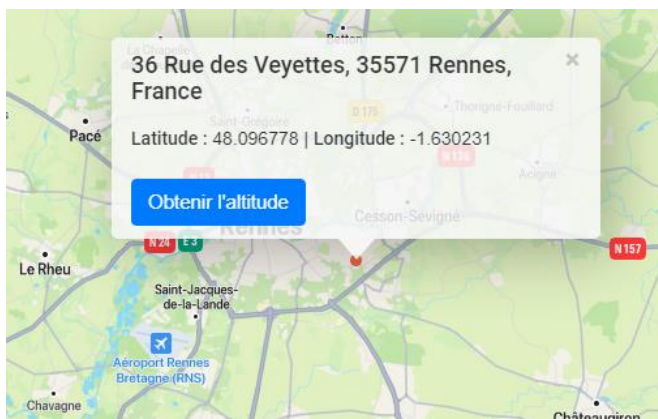 Betton
La Chapelle
36 Rue des Veyettes, 35571 Rennes,
France
×
Saint-Grégoire
D 175
Thorigné-Fouillard
Pacé
Latitude : 48.096778 | Longitude : -1.630231
N 136
Acigné
Obtenir l'altitude
Cesson-Sévigné
Rennes
N 24
E 3
N 157
Le Rheu
Saint-Jacques-
de-la-Lande
Aéroport Rennes
Bretagne (RNS)
Chavagne
Châteaugiron